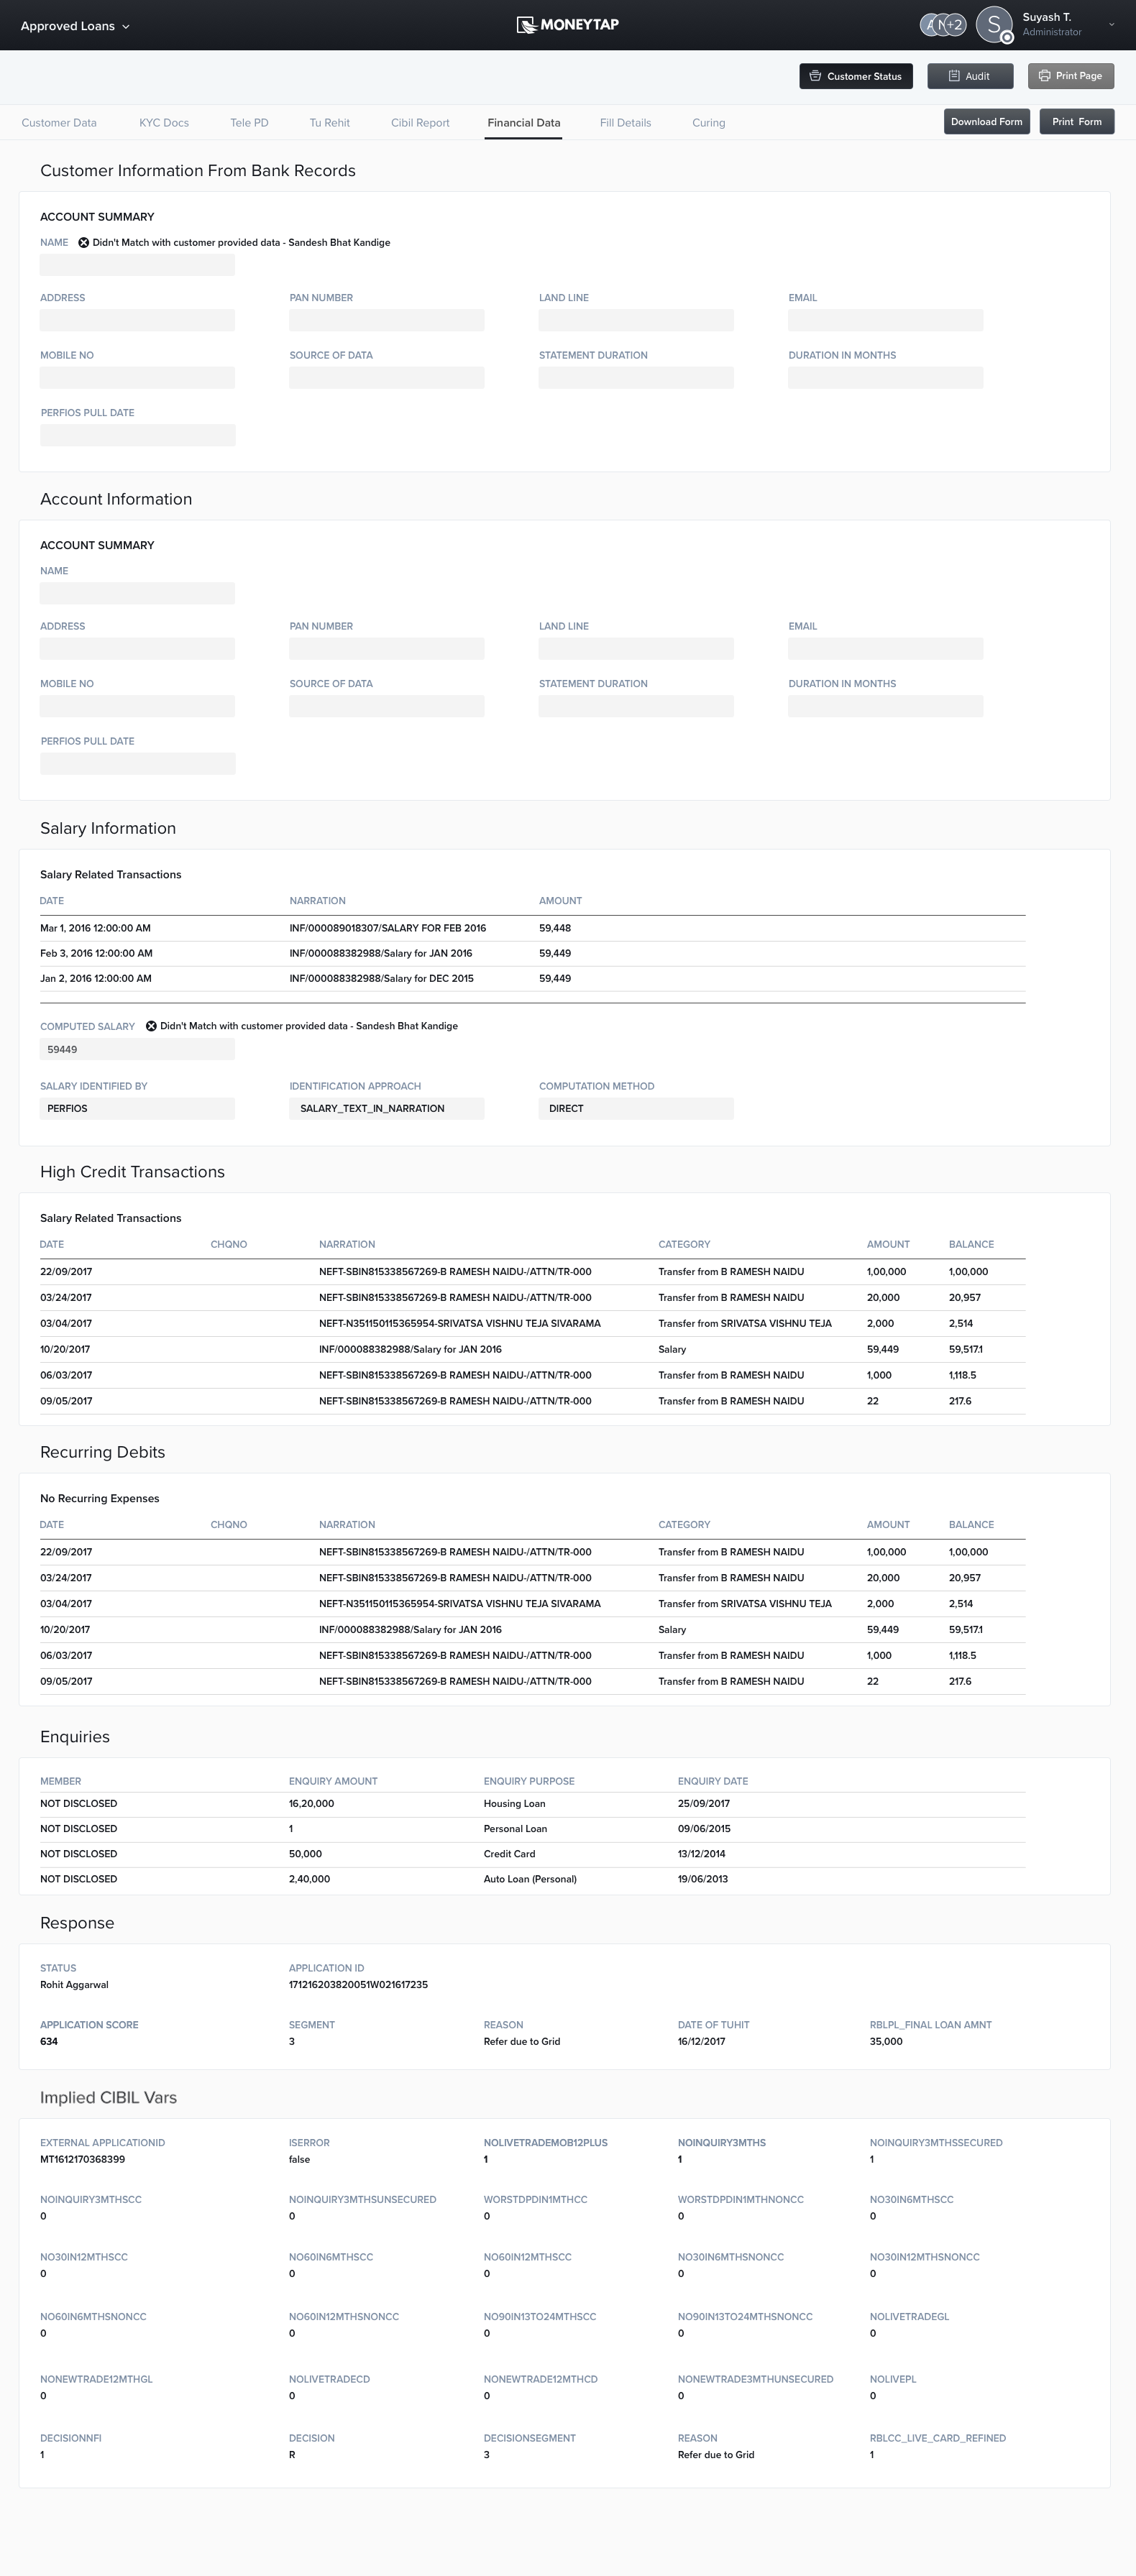 Approved Loans
MONEYTAP
A N +2
S
Suyash T.
Administrator
Customer Status
Audit
Print Page
Customer Data KYC Docs Tele PD Tu Rehit Cibil Report Financial Data Fill Details Curing
Download Form Print Form
Customer Information From Bank Records
ACCOUNT SUMMARY
NAME Didn't Match with customer provided data - Sandesh Bhat Kandige
ADDRESS PAN NUMBER LAND LINE EMAIL
MOBILE NO SOURCE OF DATA STATEMENT DURATION DURATION IN MONTHS
PERFIOS PULL DATE
Account Information
ACCOUNT SUMMARY
NAME
ADDRESS PAN NUMBER LAND LINE EMAIL
MOBILE NO SOURCE OF DATA STATEMENT DURATION DURATION IN MONTHS
PERFIOS PULL DATE
Salary Information
Salary Related Transactions
DATE NARRATION AMOUNT
Mar 1, 2016 12:00:00 AM INF/000089018307/SALARY FOR FEB 2016 59,448
Feb 3, 2016 12:00:00 AM INF/000088382988/Salary for JAN 2016 59,449
Jan 2, 2016 12:00:00 AM INF/000088382988/Salary for DEC 2015 59,449
COMPUTED SALARY Didn't Match with customer provided data - Sandesh Bhat Kandige
59449
SALARY IDENTIFIED BY IDENTIFICATION APPROACH COMPUTATION METHOD
PERFIOS SALARY_TEXT_IN_NARRATION DIRECT
High Credit Transactions
Salary Related Transactions
DATE CHQNO NARRATION CATEGORY AMOUNT BALANCE
22/09/2017 NEFT-SBIN815338567269-B RAMESH NAIDU-/ATTN/TR-000 Transfer from B RAMESH NAIDU 1,00,000 1,00,000
03/24/2017 NEFT-SBIN815338567269-B RAMESH NAIDU-/ATTN/TR-000 Transfer from B RAMESH NAIDU 20,000 20,957
03/04/2017 NEFT-N351150115365954-SRIVATSA VISHNU TEJA SIVARAMA Transfer from SRIVATSA VISHNU TEJA 2,000 2,514
10/20/2017 INF/000088382988/Salary for JAN 2016 Salary 59,449 59,517.1
06/03/2017 NEFT-SBIN815338567269-B RAMESH NAIDU-/ATTN/TR-000 Transfer from B RAMESH NAIDU 1,000 1,118.5
09/05/2017 NEFT-SBIN815338567269-B RAMESH NAIDU-/ATTN/TR-000 Transfer from B RAMESH NAIDU 22 217.6
Recurring Debits
No Recurring Expenses
DATE CHQNO NARRATION CATEGORY AMOUNT BALANCE
22/09/2017 NEFT-SBIN815338567269-B RAMESH NAIDU-/ATTN/TR-000 Transfer from B RAMESH NAIDU 1,00,000 1,00,000
03/24/2017 NEFT-SBIN815338567269-B RAMESH NAIDU-/ATTN/TR-000 Transfer from B RAMESH NAIDU 20,000 20,957
03/04/2017 NEFT-N351150115365954-SRIVATSA VISHNU TEJA SIVARAMA Transfer from SRIVATSA VISHNU TEJA 2,000 2,514
10/20/2017 INF/000088382988/Salary for JAN 2016 Salary 59,449 59,517.1
06/03/2017 NEFT-SBIN815338567269-B RAMESH NAIDU-/ATTN/TR-000 Transfer from B RAMESH NAIDU 1,000 1,118.5
09/05/2017 NEFT-SBIN815338567269-B RAMESH NAIDU-/ATTN/TR-000 Transfer from B RAMESH NAIDU 22 217.6
Enquiries
MEMBER ENQUIRY AMOUNT ENQUIRY PURPOSE ENQUIRY DATE
NOT DISCLOSED 16,20,000 Housing Loan 25/09/2017
NOT DISCLOSED 1 Personal Loan 09/06/2015
NOT DISCLOSED 50,000 Credit Card 13/12/2014
NOT DISCLOSED 2,40,000 Auto Loan (Personal) 19/06/2013
Response
STATUS APPLICATION ID
Rohit Aggarwal 171216203820051W021617235
APPLICATION SCORE SEGMENT REASON DATE OF TUHIT RBLPL_FINAL LOAN AMNT
634 3 Refer due to Grid 16/12/2017 35,000
Implied CIBIL Vars
EXTERNAL APPLICATIONID ISERROR NOLIVETRADEMOB12PLUS NOINQUIRY3MTHS NOINQUIRY3MTHSSECURED
MT1612170368399 false 1 1 1
NOINQUIRY3MTHSCC NOINQUIRY3MTHSUNSECURED WORSTDPDIN1MTHCC WORSTDPDIN1MTHNONCC NO30IN6MTHSCC
0 0 0 0 0
NO30IN12MTHSCC NO60IN6MTHSCC NO60IN12MTHSCC NO30IN6MTHSNONCC NO30IN12MTHSNONCC
0 0 0 0 0
NO60IN6MTHSNONCC NO60IN12MTHSNONCC NO90IN13TO24MTHSCC NO90IN13TO24MTHSNONCC NOLIVETRADEGL
0 0 0 0 0
NONEWTRADE12MTHGL NOLIVETRADECD NONEWTRADE12MTHCD NONEWTRADE3MTHUNSECURED NOLIVEPL
0 0 0 0 0
DECISIONNFI DECISION DECISIONSEGMENT REASON RBLCC_LIVE_CARD_REFINED
1 R 3 Refer due to Grid 1